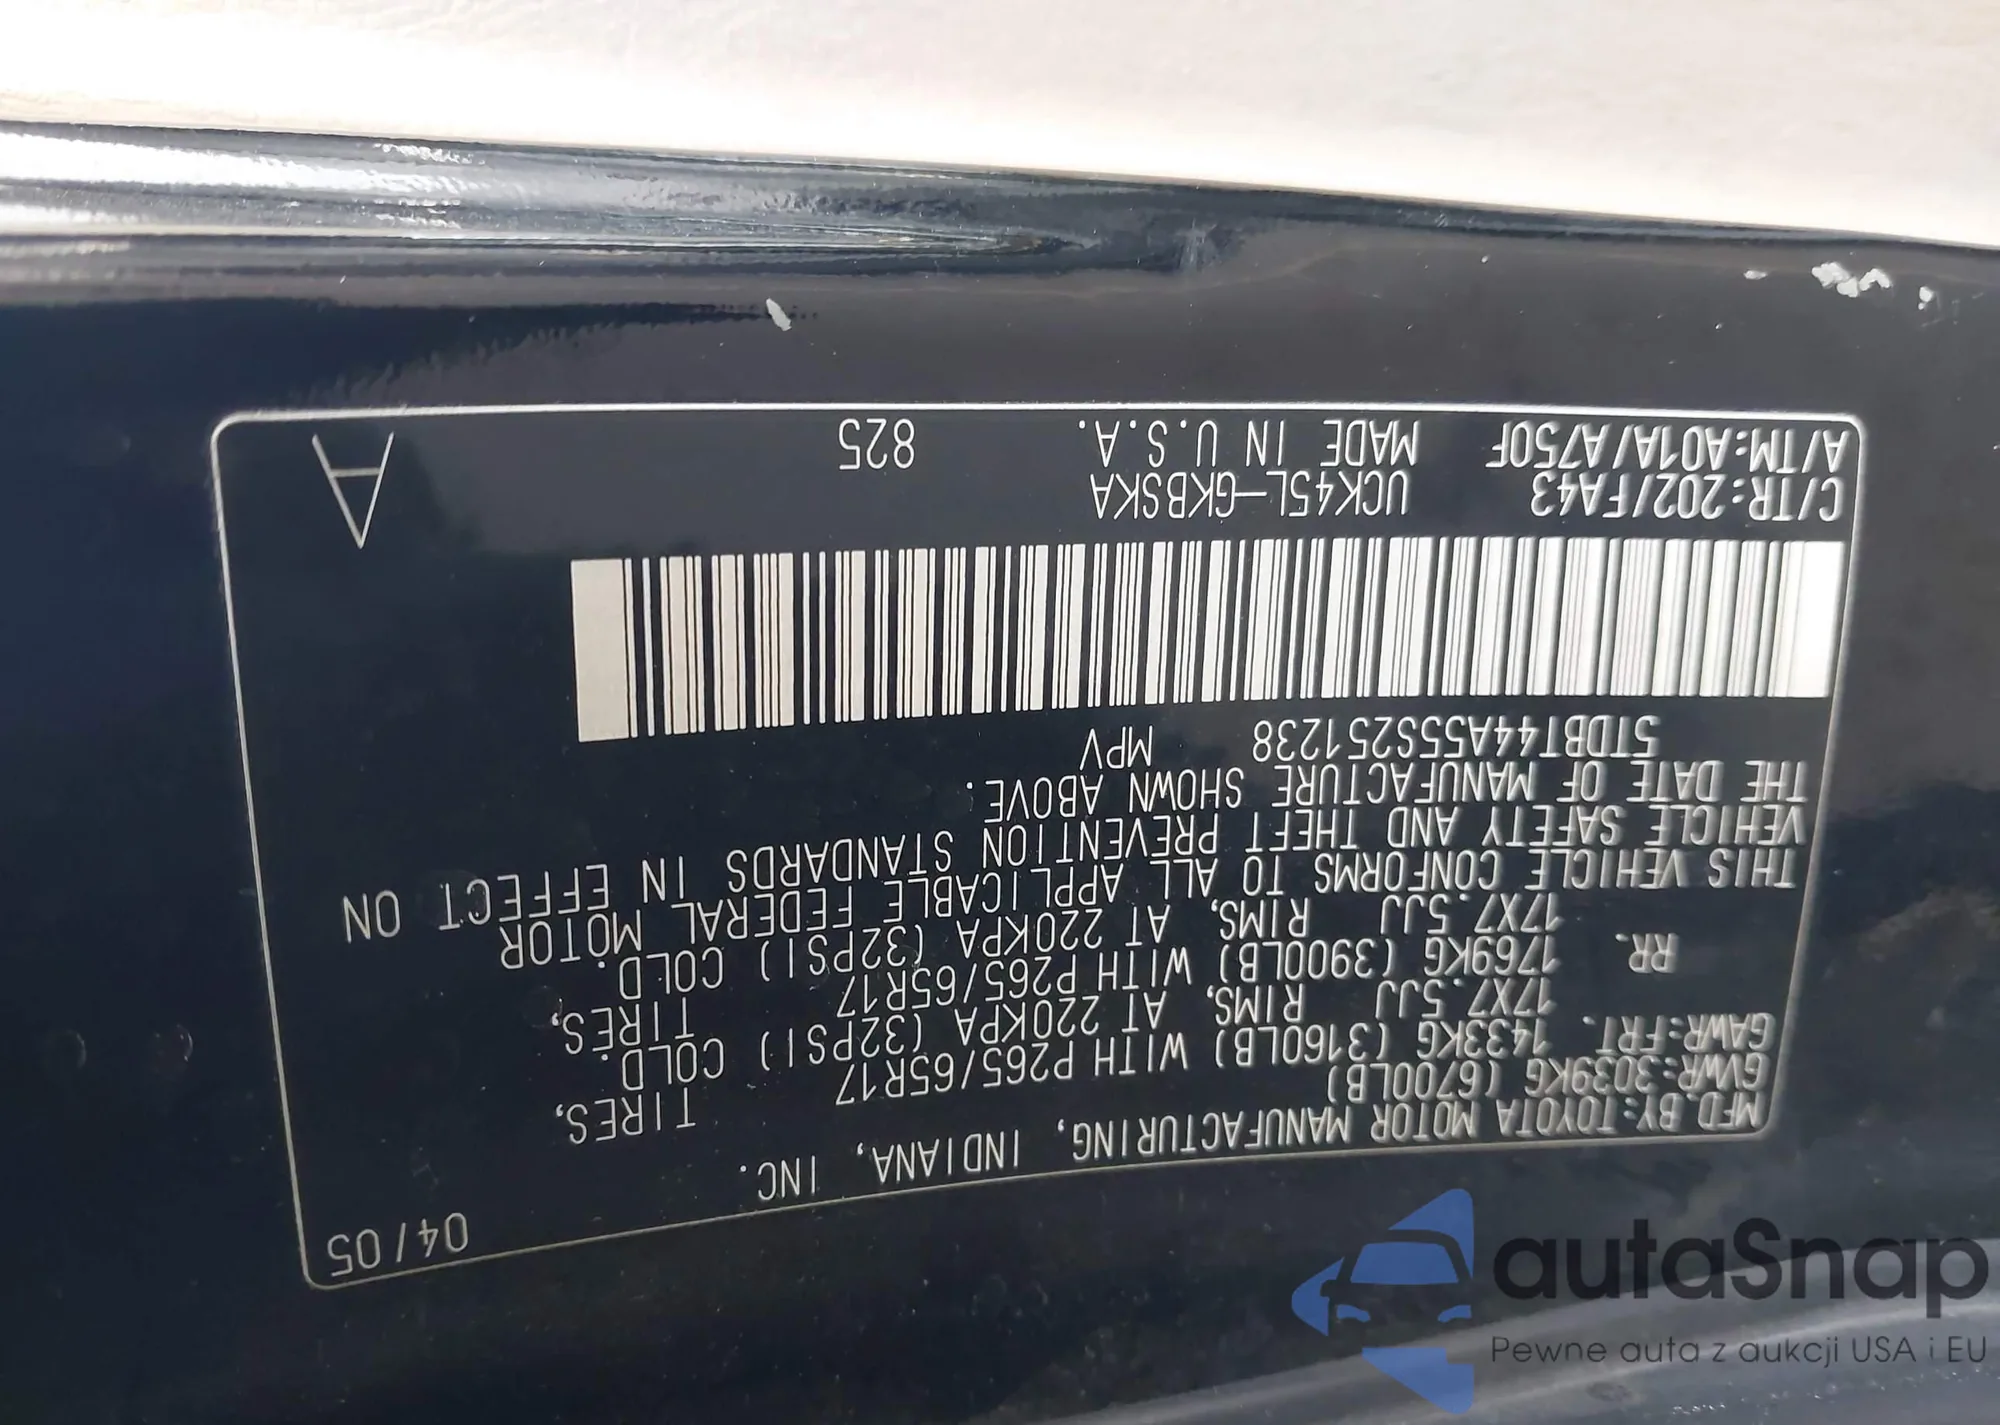 MFD. BY: TOYOTA MOTOR MANUFACTURING, INDIANA, INC. 04/05
GVWR: 3039KG (6700LB)
GAWR: FRT. 1433KG (3160LB) WITH P265/65R17 TIRES,
17X7.5JJ RIMS, AT 220KPA (32PSI) COLD.
RR. 1769KG (3900LB) WITH P265/65R17 TIRES,
17X7.5JJ RIMS, AT 220KPA (32PSI) COLD.
THIS VEHICLE CONFORMS TO ALL APPLICABLE FEDERAL MOTOR
VEHICLE SAFETY AND THEFT PREVENTION STANDARDS IN EFFECT ON
THE DATE OF MANUFACTURE SHOWN ABOVE.
5TDBT44A55S251238 MPV
C/TR: 202/FA43 UCK45L-GKBSKA
A/TM: A01A/A750F MADE IN U.S.A. 825
A
autaSnap
Pewne auta z aukcji USA i EU